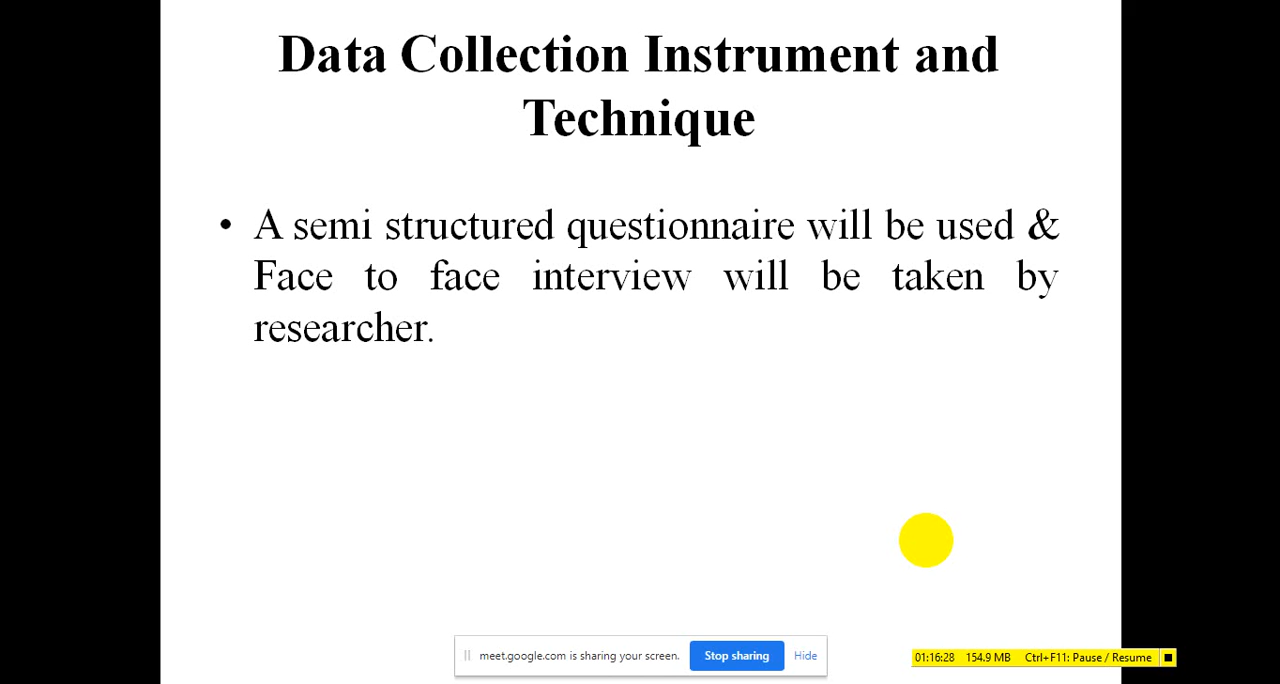 Data Collection Instrument and
Technique
• A semi structured questionnaire will be used &
Face to face interview will be taken by
researcher.
meet.google.com is sharing your screen. Stop sharing Hide
01:16:28 154.9 MB Ctrl+F11: Pause / Resume